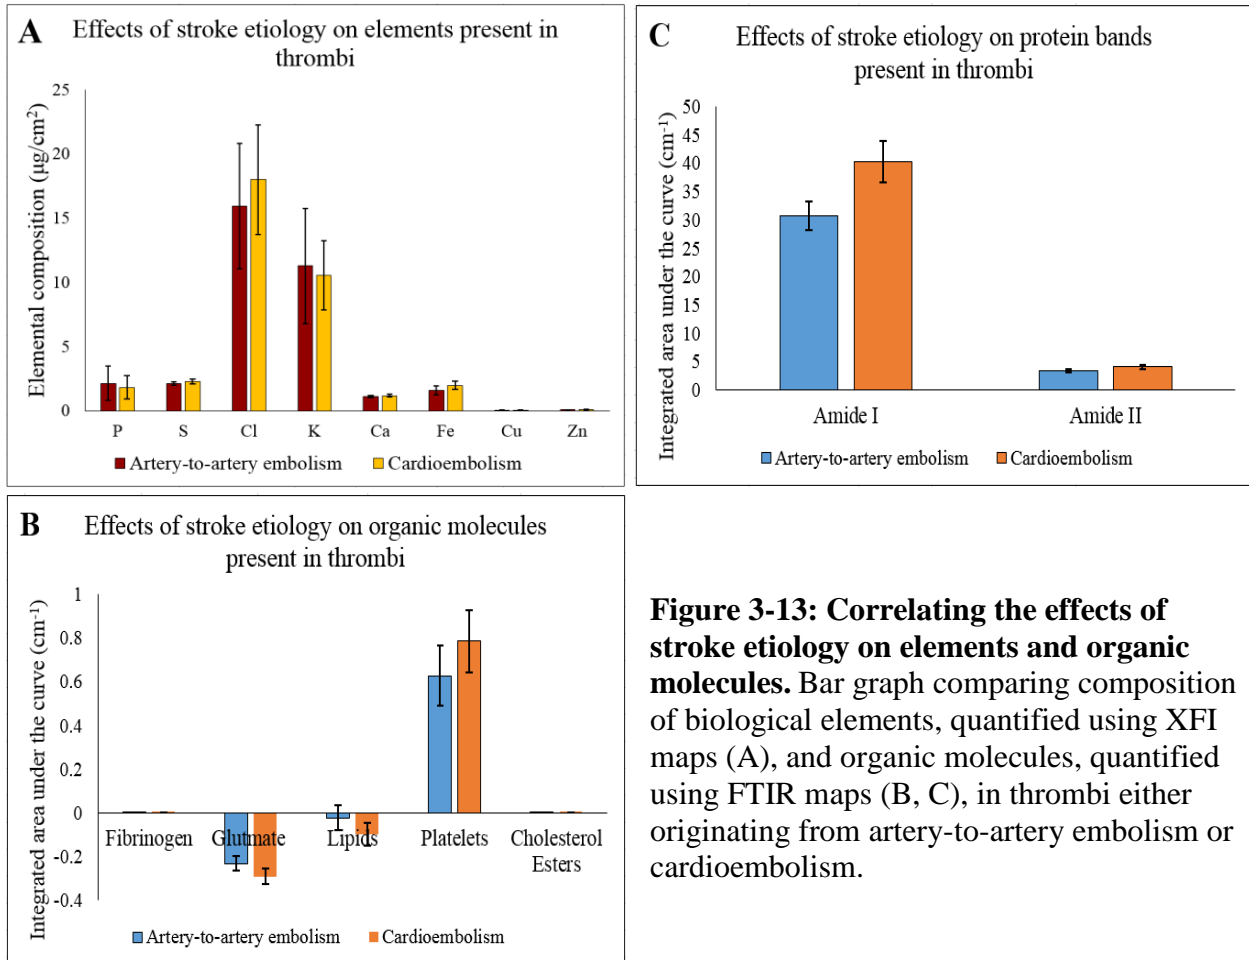 A
Effects of stroke etiology on elements present in
thrombi
Elemental composition (µg/cm²)
25
20
15
10
5
0
P S Cl K Ca Fe Cu Zn
Artery-to-artery embolism Cardioembolism
C
Effects of stroke etiology on protein bands
present in thrombi
Integrated area under the curve (cm⁻¹)
50
45
40
35
30
25
20
15
10
5
0
Amide I Amide II
Artery-to-artery embolism Cardioembolism
B
Effects of stroke etiology on organic molecules
present in thrombi
Integrated area under the curve (cm⁻¹)
1
0.8
0.6
0.4
0.2
0
-0.2
-0.4
Fibrinogen Glutmate Lipids Platelets Cholesterol
Esters
Artery-to-artery embolism Cardioembolism
Figure 3-13: Correlating the effects of
stroke etiology on elements and organic
molecules. Bar graph comparing composition
of biological elements, quantified using XFI
maps (A), and organic molecules, quantified
using FTIR maps (B, C), in thrombi either
originating from artery-to-artery embolism or
cardioembolism.